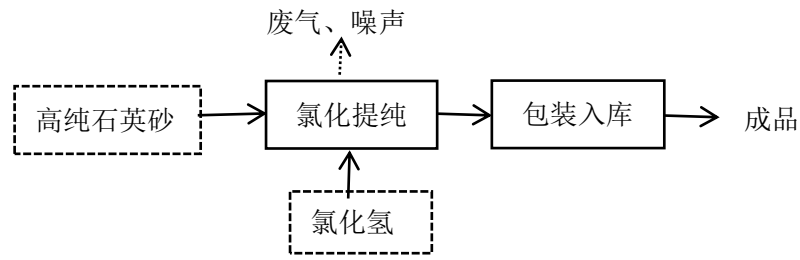 废气、噪声
高纯石英砂
氯化提纯
包装入库
成品
氯化氢